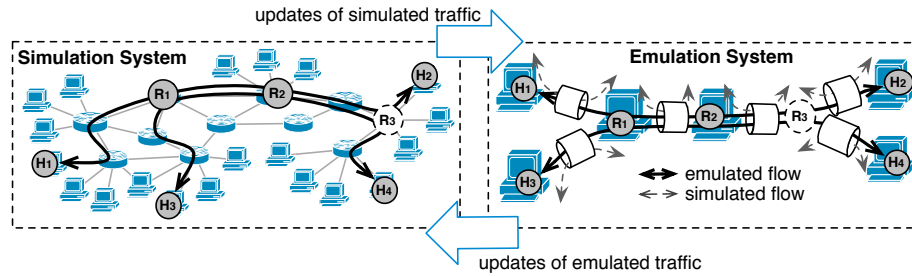 updates of simulated traffic
Simulation System
Emulation System
H2
R1
R2
R3
H1
H3
H4
H1
H2
R1
R2
R3
H3
H4
emulated flow
simulated flow
updates of emulated traffic